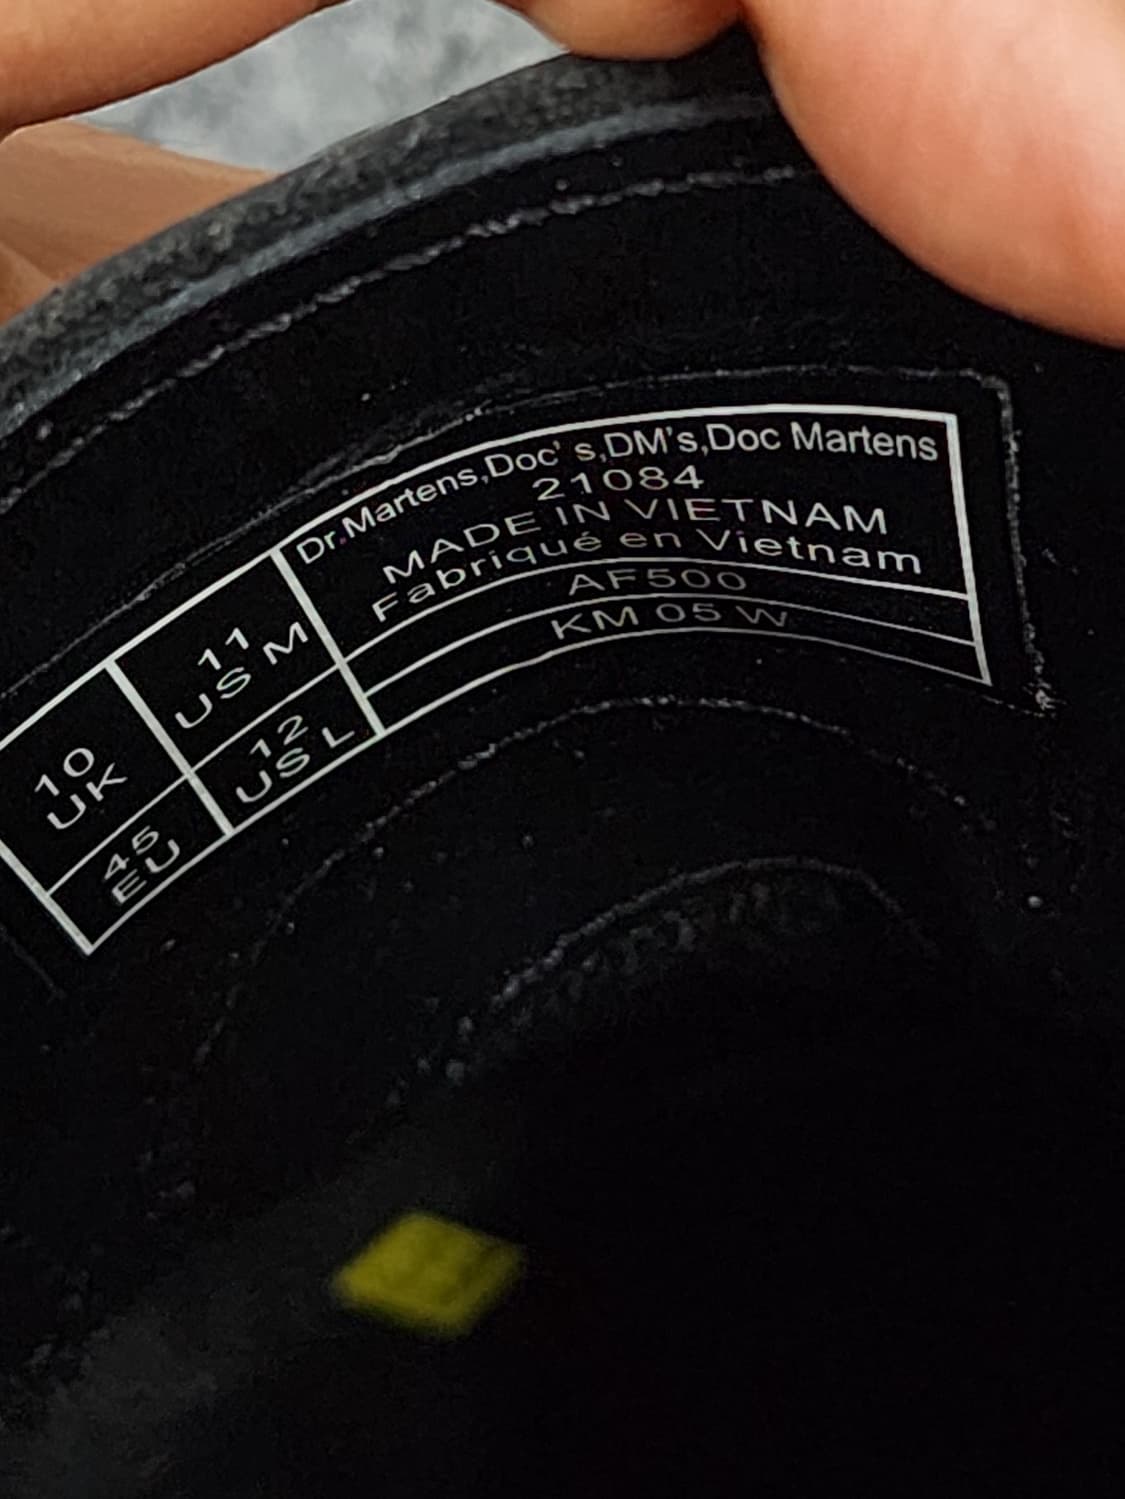 10
UK
11
US M
45
EU
12
US L
Dr.Martens,Doc's,DM's,Doc Martens
21084
MADE IN VIETNAM
Fabriqué en Vietnam
AF500
KM 05 W